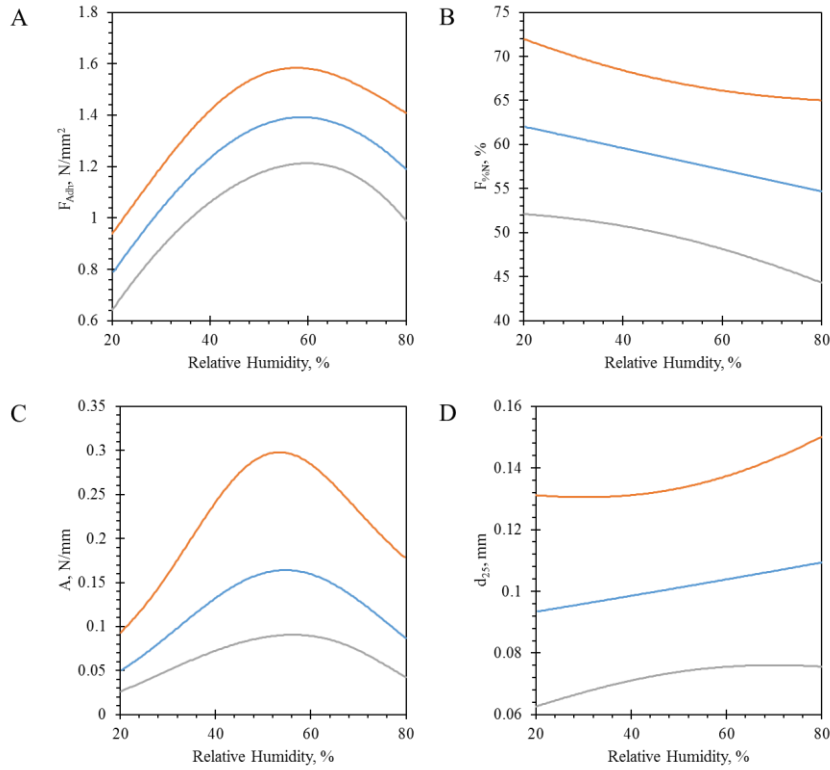 A
1.8
1.6
1.4
1.2
1
0.8
0.6
F_Adh, N/mm²
20 40 60 80
Relative Humidity, %
B
75
70
65
60
55
50
45
40
F_%N, %
20 40 60 80
Relative Humdity, %
C
0.35
0.3
0.25
0.2
0.15
0.1
0.05
0
A, N/mm
20 40 60 80
Relative Humidity, %
D
0.16
0.14
0.12
0.1
0.08
0.06
d_25, mm
20 40 60 80
Relative Humidity, %